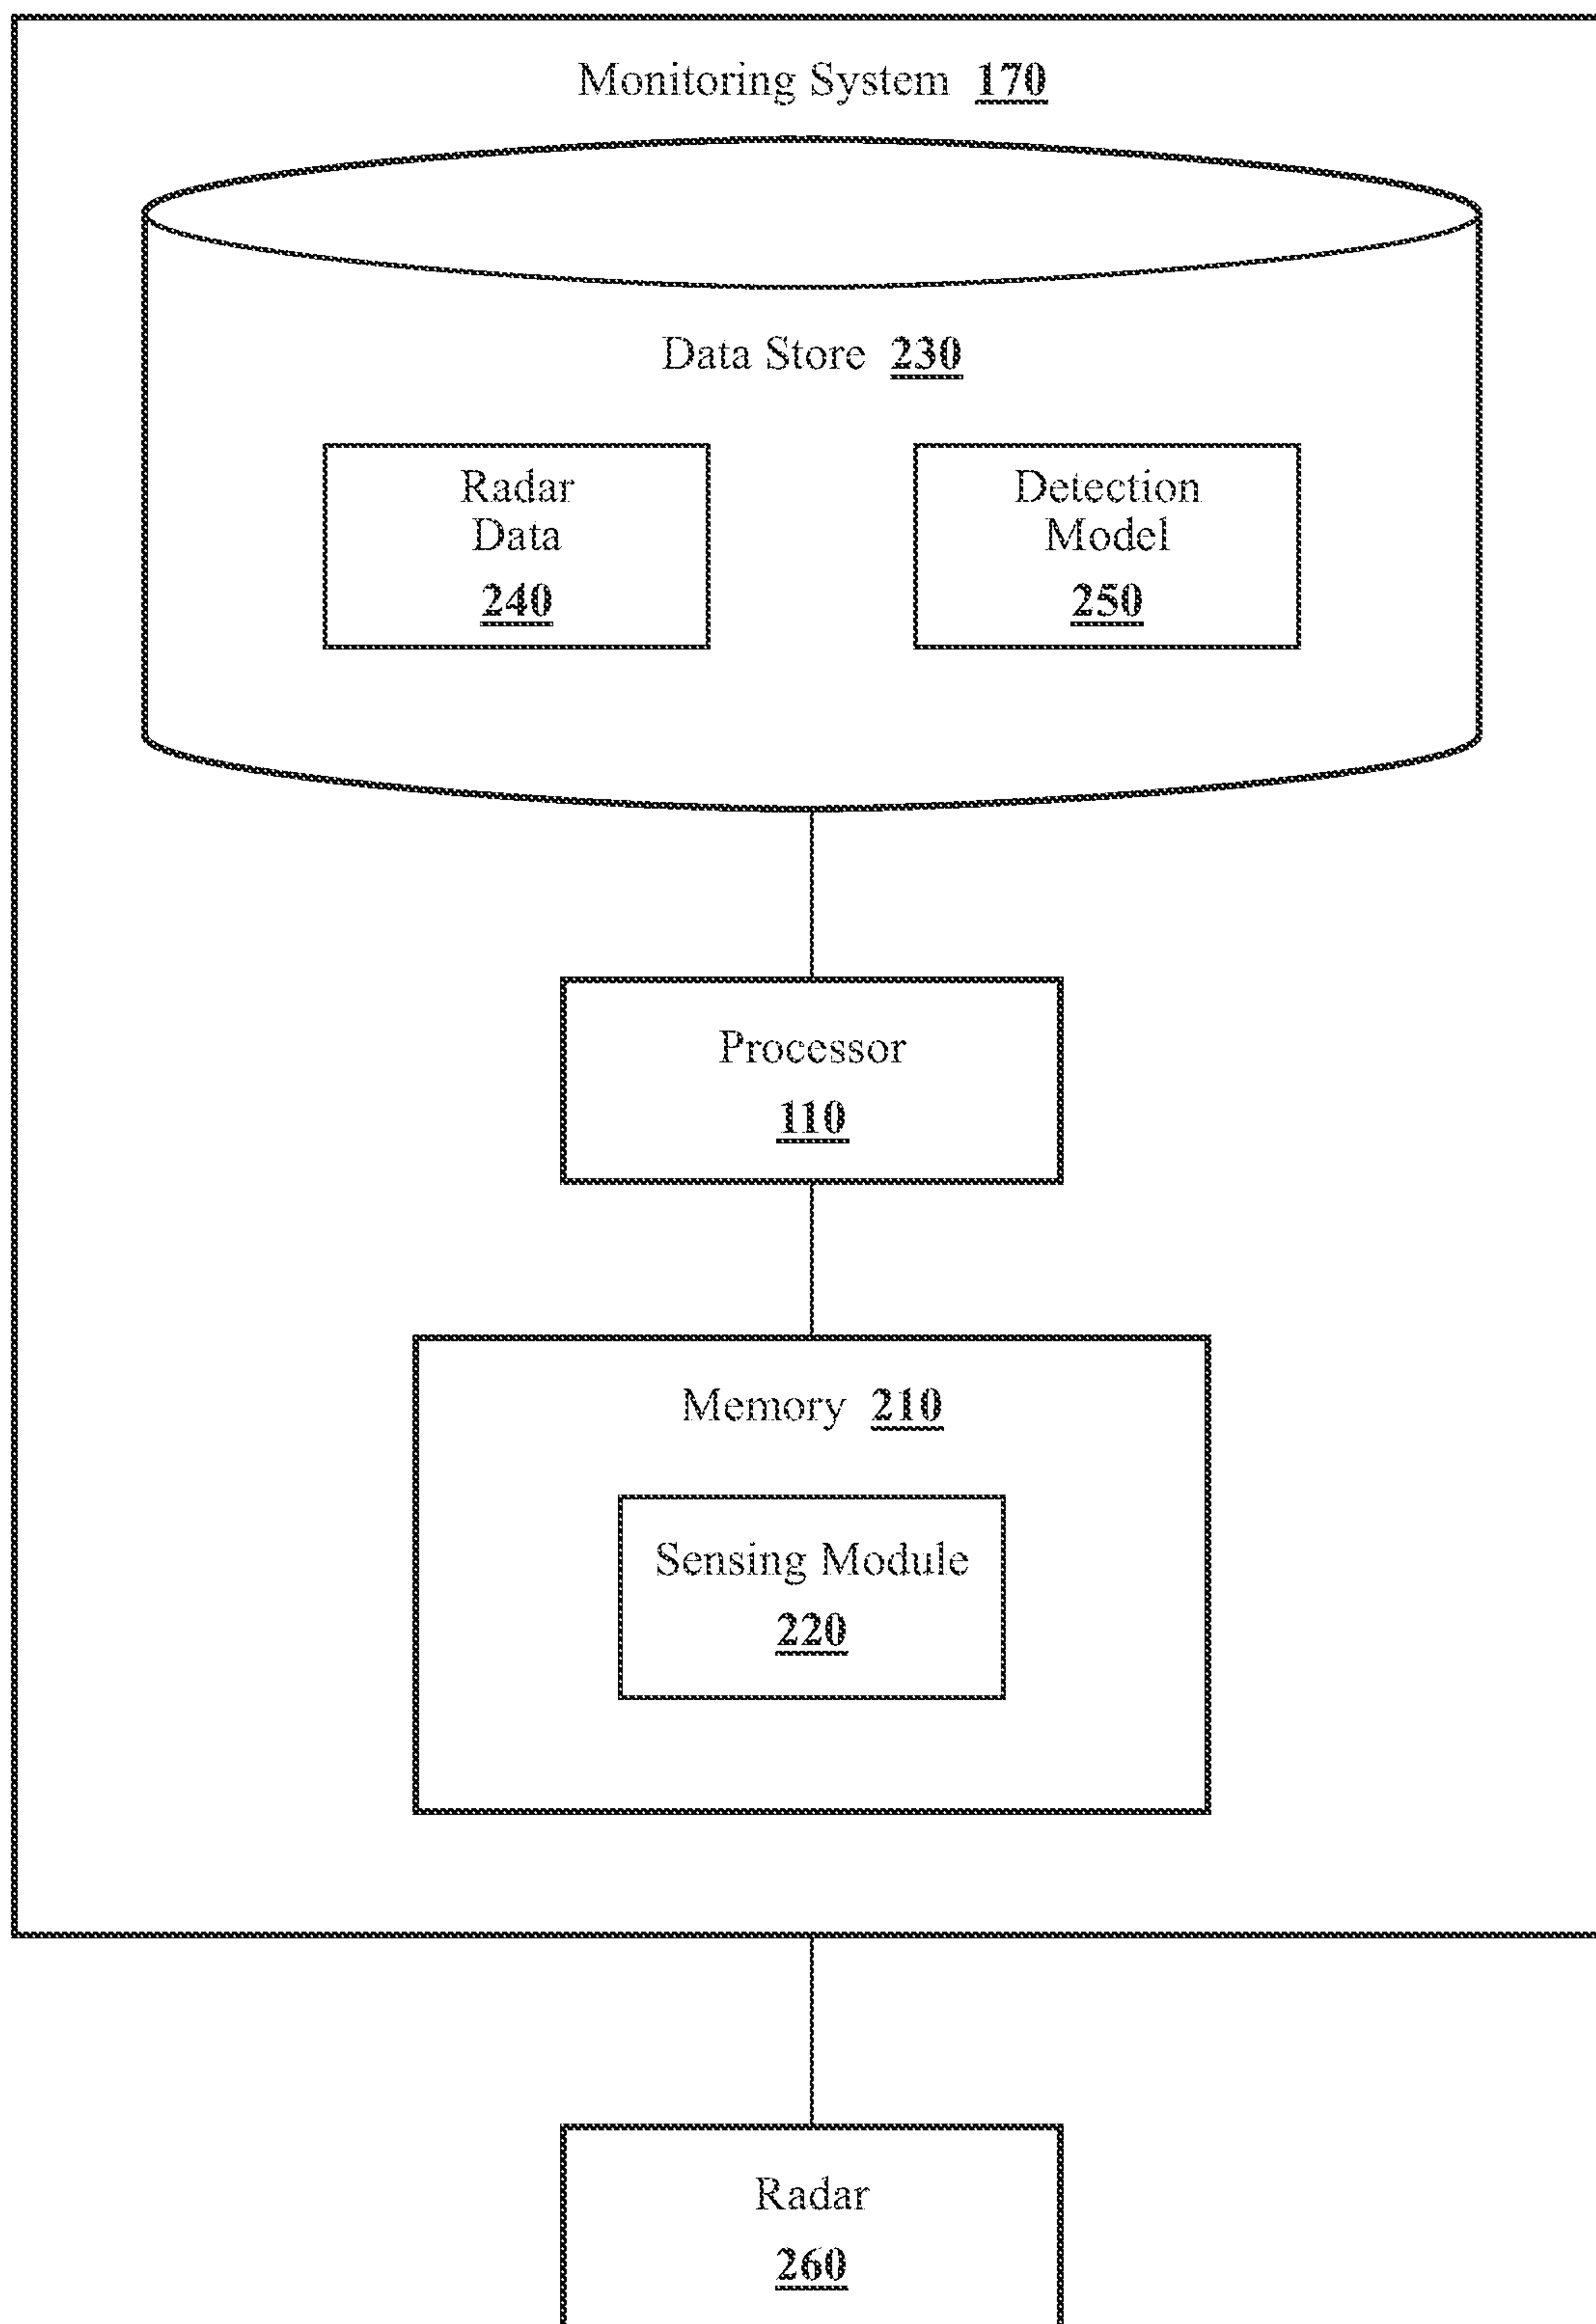 Monitoring System 170
Data Store 230
Radar
Data
240
Detection
Model
250
Processor
110
Memory 210
Sensing Module
220
Radar
260